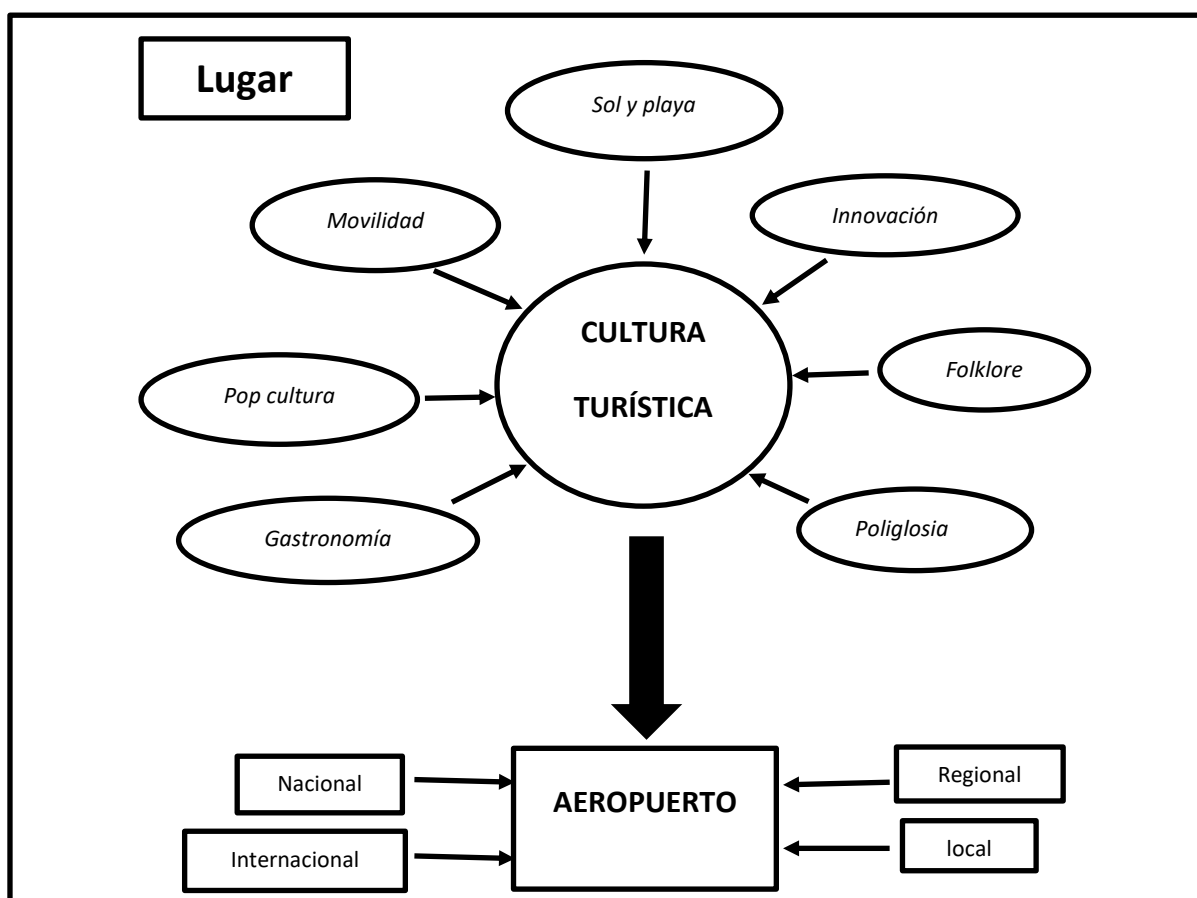 Lugar
Sol y playa
Movilidad
Innovación
CULTURA
TURÍSTICA
Folklore
Pop cultura
Gastronomía
Poliglosia
Nacional
Regional
AEROPUERTO
Internacional
local